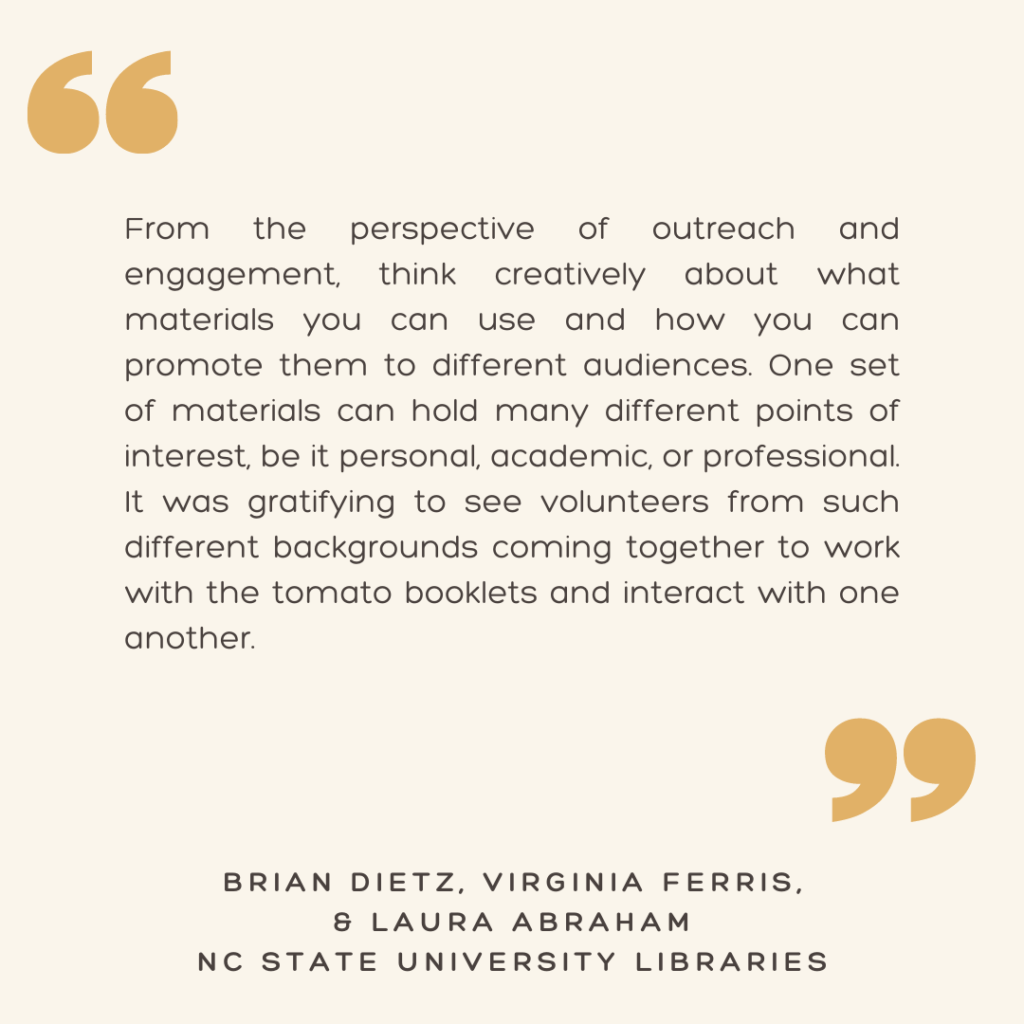 “
From the perspective of outreach and
engagement, think creatively about what
materials you can use and how you can
promote them to different audiences. One set
of materials can hold many different points of
interest, be it personal, academic, or professional.
It was gratifying to see volunteers from such
different backgrounds coming together to work
with the tomato booklets and interact with one
another.
”
BRIAN DIETZ, VIRGINIA FERRIS,
& LAURA ABRAHAM
NC STATE UNIVERSITY LIBRARIES